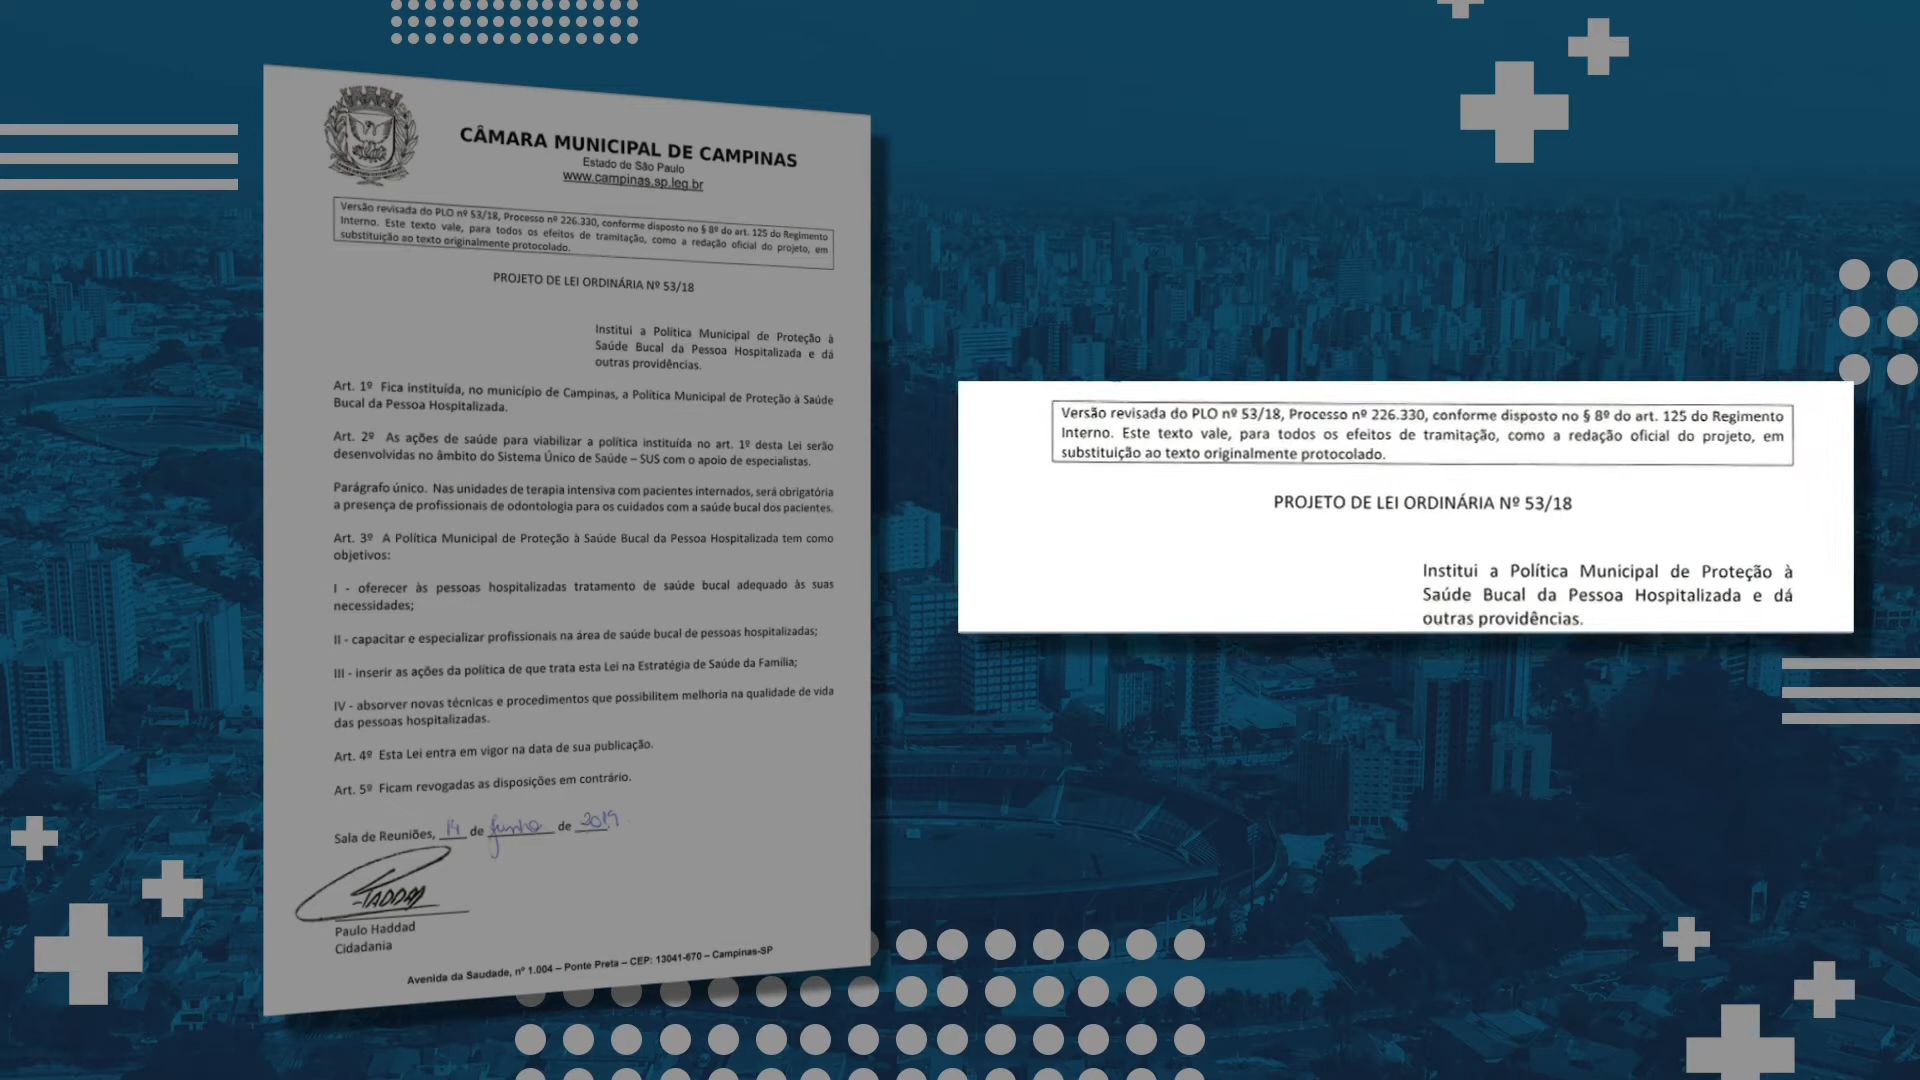 CÂMARA MUNICIPAL DE CAMPINAS
Estado de São Paulo
www.campinas.sp.leg.br
Versão revisada do PLO nº 53/18, Processo nº 226.330, conforme disposto no § 8º do art. 125 do Regimento
Interno. Este texto vale, para todos os efeitos de tramitação, como a redação oficial do projeto, em
substituição ao texto originalmente protocolado.
PROJETO DE LEI ORDINÁRIA Nº 53/18
Institui a Política Municipal de Proteção à
Saúde Bucal da Pessoa Hospitalizada e dá
outras providências.
Art. 1º Fica instituída, no município de Campinas, a Política Municipal de Proteção à Saúde
Bucal da Pessoa Hospitalizada.
Art. 2º As ações de saúde para viabilizar a política instituída no art. 1º desta Lei serão
desenvolvidas no âmbito do Sistema Único de Saúde – SUS com o apoio de especialistas.
Parágrafo único. Nas unidades de terapia intensiva com pacientes internados, será obrigatória
a presença de profissionais de odontologia para os cuidados com a saúde bucal dos pacientes.
Art. 3º A Política Municipal de Proteção à Saúde Bucal da Pessoa Hospitalizada tem como
objetivos:
I - oferecer às pessoas hospitalizadas tratamento de saúde bucal adequado às suas
necessidades;
II - capacitar e especializar profissionais na área de saúde bucal de pessoas hospitalizadas;
III - inserir as ações da política de que trata esta Lei na Estratégia de Saúde da Família;
IV - absorver novas técnicas e procedimentos que possibilitem melhoria na qualidade de vida
das pessoas hospitalizadas.
Art. 4º Esta Lei entra em vigor na data de sua publicação.
Art. 5º Ficam revogadas as disposições em contrário.
Sala de Reuniões, 14 de junho de 2019.
HADDAD
Paulo Haddad
Cidadania
Avenida da Saudade, nº 1.004 – Ponte Preta – CEP: 13041-670 – Campinas-SP
Versão revisada do PLO nº 53/18, Processo nº 226.330, conforme disposto no § 8º do art. 125 do Regimento
Interno. Este texto vale, para todos os efeitos de tramitação, como a redação oficial do projeto, em
substituição ao texto originalmente protocolado.
PROJETO DE LEI ORDINÁRIA Nº 53/18
Institui a Política Municipal de Proteção à
Saúde Bucal da Pessoa Hospitalizada e dá
outras providências.